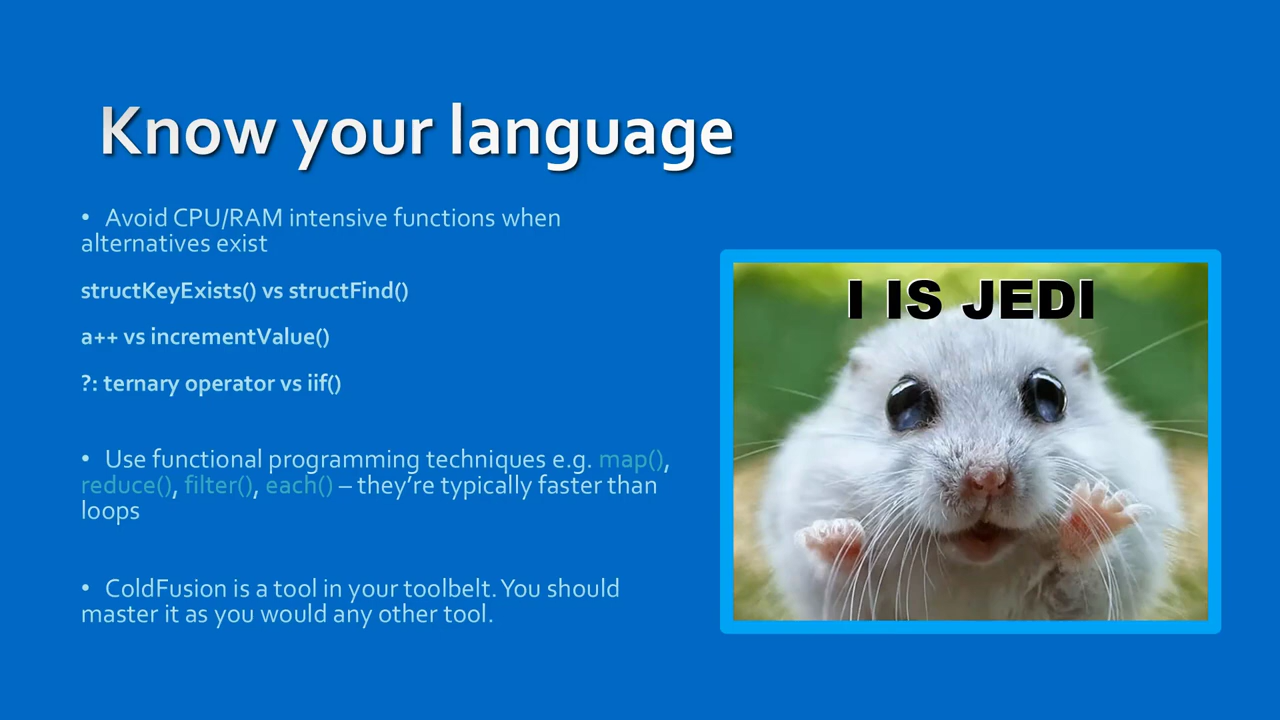 Know your language
• Avoid CPU/RAM intensive functions when
alternatives exist
structKeyExists() vs structFind()
a++ vs incrementValue()
?: ternary operator vs iif()
• Use functional programming techniques e.g. map(),
reduce(), filter(), each() – they’re typically faster than
loops
• ColdFusion is a tool in your toolbelt. You should
master it as you would any other tool.
I IS JEDI